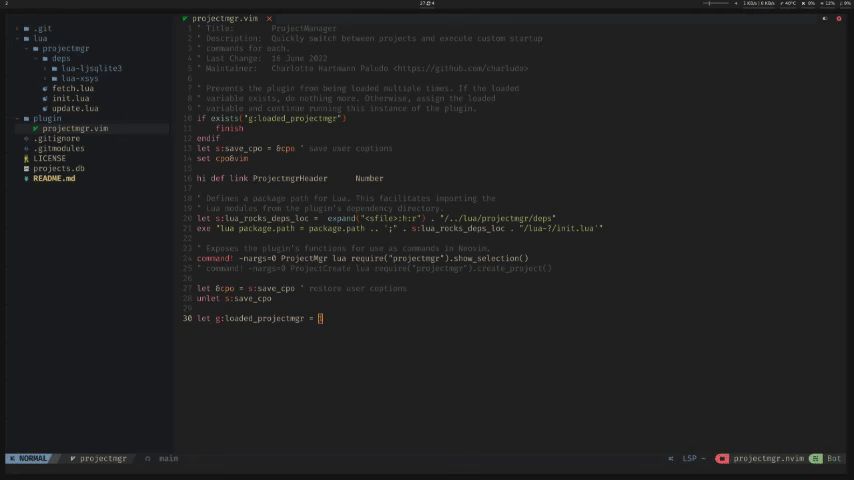 2
1 KB/s / 0 KB/s
40°C
0%
12%
projectmgr.vim
.git
lua
projectmgr
deps
lua-ljsqlite3
lua-xsys
fetch.lua
init.lua
update.lua
plugin
projectmgr.vim
.gitignore
.gitmodules
LICENSE
projects.db
README.md
1 " Title: ProjectManager
2 " Description: Quickly switch between projects and execute custom startup
3 commands for each.
4 " Last Change: 16 June 2022
5 " Maintainer: Charlotte Hartmann Paludo <https://github.com/charludo>
6
7 " Prevents the plugin from being loaded multiple times. If the loaded
8 " variable exists, do nothing more. Otherwise, assign the loaded
9 " variable and continue running this instance of the plugin.
10 if exists("g:loaded_projectmgr")
11 finish
12 endif
13 let s:save_cpo = &cpo " save user coptions
14 set cpo&vim
15
16 hi def link ProjectmgrHeader Number
17
18 " Defines a package path for Lua. This facilitates importing the
19 " Lua modules from the plugin's dependency directory.
20 let s:lua_rocks_deps_loc = expand("<sfile>:h:r") . "/../lua/projectmgr/deps"
21 exe "lua package.path = package.path .. ';" . s:lua_rocks_deps_loc . "/lua-?/init.lua'"
22
23 " Exposes the plugin's functions for use as commands in Neovim.
24 command! -nargs=0 ProjectMgr lua require("projectmgr").show_selection()
25 " command! -nargs=0 ProjectCreate lua require("projectmgr").create_project()
26
27 let &cpo = s:save_cpo " restore user coptions
28 unlet s:save_cpo
29
30 let g:loaded_projectmgr = 1
NORMAL projectmgr main LSP ~ projectmgr.nvim Bot